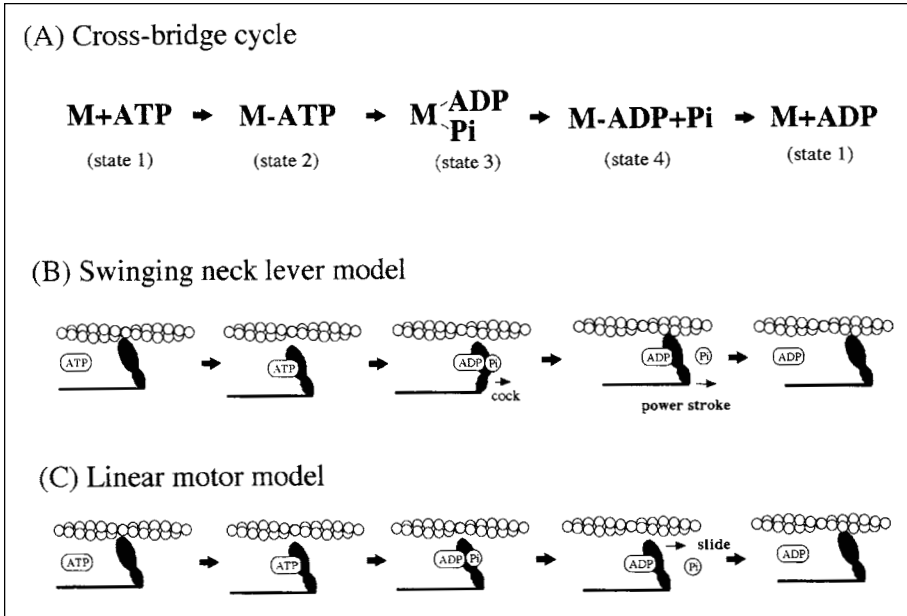 (A) Cross-bridge cycle
M+ATP → M-ATP → M ADP → M-ADP+Pi → M+ADP
Pi
(state 1) (state 2) (state 3) (state 4) (state 1)
(B) Swinging neck lever model
ATP ATP ADP Pi ADP Pi ADP
cock
power stroke
(C) Linear motor model
slide
ATP ATP ADP Pi ADP Pi ADP